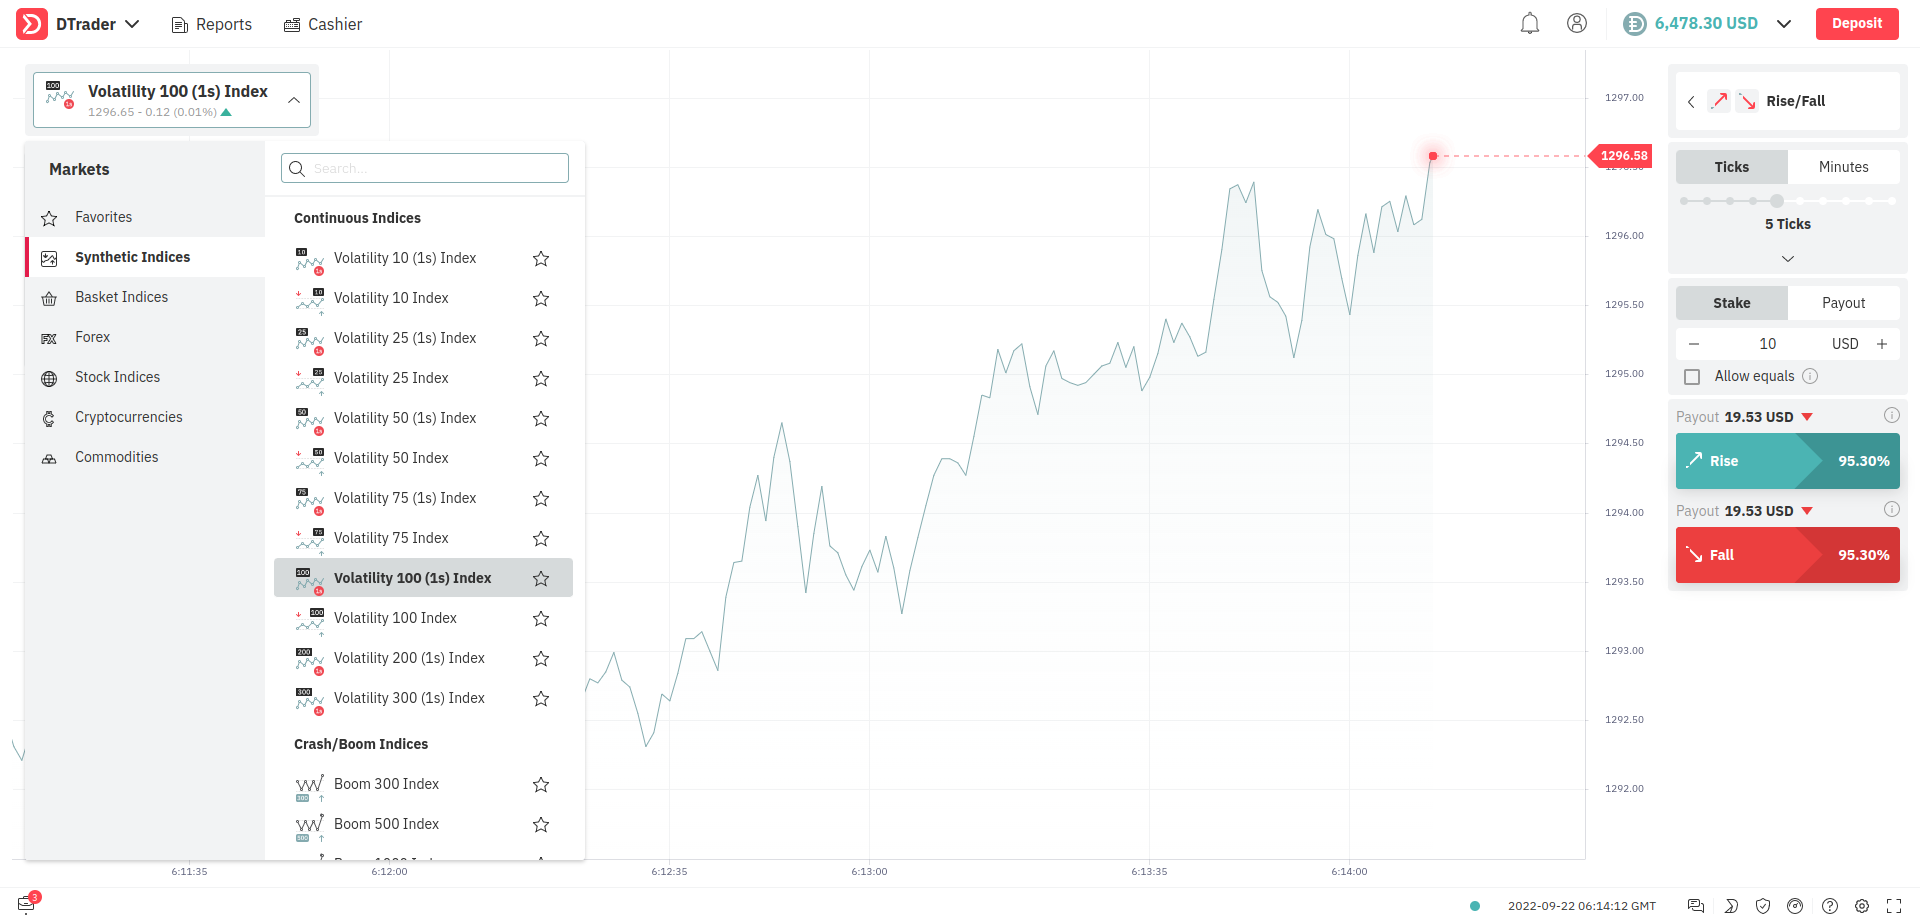 DTrader
Reports
Cashier
6,478.30 USD
Deposit
Volatility 100 (1s) Index
1296.65 - 0.12 (0.01%)
Markets
Favorites
Synthetic Indices
Basket Indices
Forex
Stock Indices
Cryptocurrencies
Commodities
Search...
Continuous Indices
Volatility 10 (1s) Index
Volatility 10 Index
Volatility 25 (1s) Index
Volatility 25 Index
Volatility 50 (1s) Index
Volatility 50 Index
Volatility 75 (1s) Index
Volatility 75 Index
Volatility 100 (1s) Index
Volatility 100 Index
Volatility 200 (1s) Index
Volatility 300 (1s) Index
Crash/Boom Indices
Boom 300 Index
Boom 500 Index
1297.00
1296.58
1296.00
1295.50
1295.00
1294.50
1294.00
1293.50
1293.00
1292.50
1292.00
6:11:35
6:12:00
6:12:35
6:13:00
6:13:35
6:14:00
Rise/Fall
Ticks
Minutes
5 Ticks
Stake
Payout
10
USD
Allow equals
Payout 19.53 USD
Rise
95.30%
Payout 19.53 USD
Fall
95.30%
3
2022-09-22 06:14:12 GMT